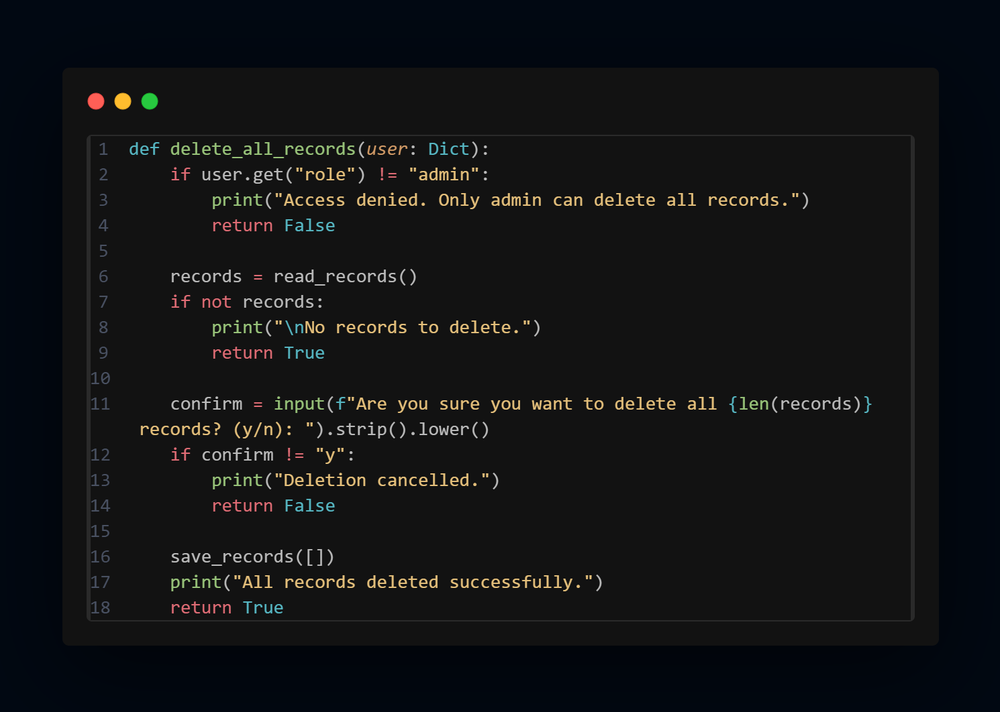 1 def delete_all_records(user: Dict):
2     if user.get("role") != "admin":
3         print("Access denied. Only admin can delete all records.")
4         return False
5
6     records = read_records()
7     if not records:
8         print("\nNo records to delete.")
9         return True
10
11     confirm = input(f"Are you sure you want to delete all {len(records)}
 records? (y/n): ").strip().lower()
12     if confirm != "y":
13         print("Deletion cancelled.")
14         return False
15
16     save_records([])
17     print("All records deleted successfully.")
18     return True